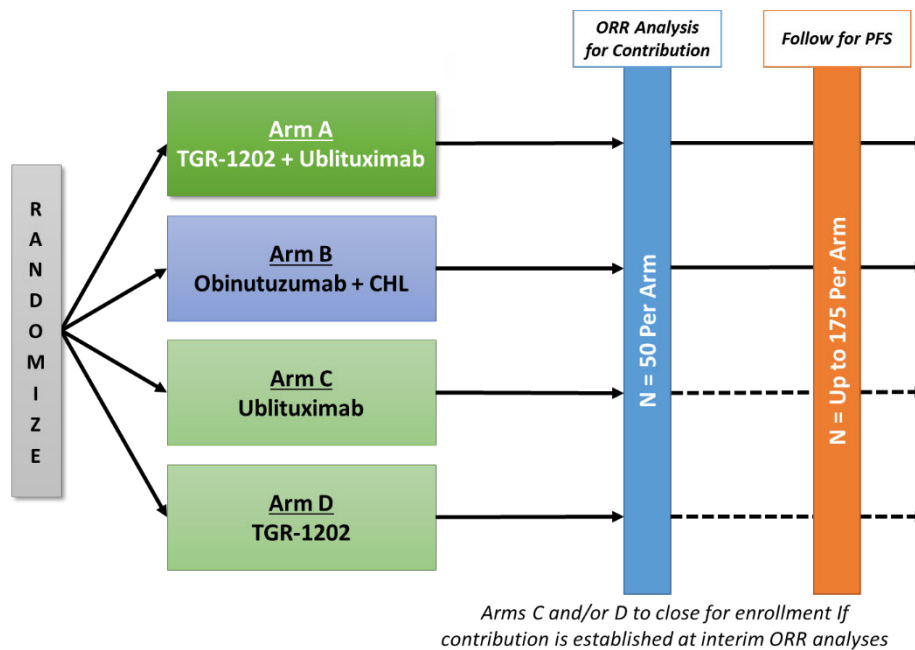 ORR Analysis
for Contribution
Follow for PFS
RANDOMIZE
Arm A
TGR-1202 + Ublituximab
Arm B
Obinutuzumab + CHL
Arm C
Ublituximab
Arm D
TGR-1202
N = 50 Per Arm
N = Up to 175 Per Arm
Arms C and/or D to close for enrollment If
contribution is established at interim ORR analyses